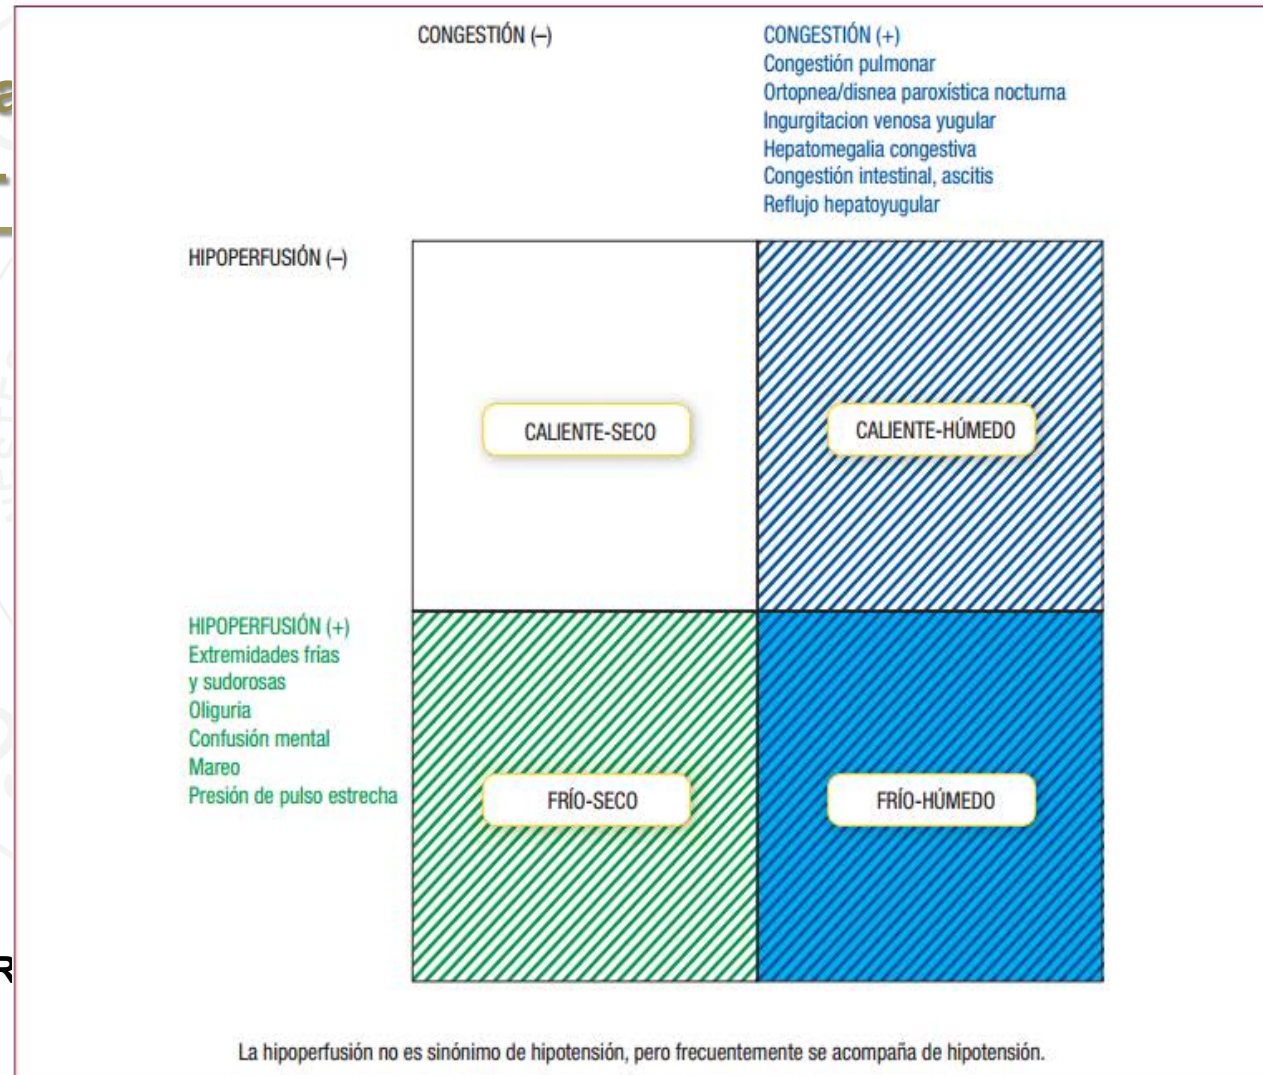 CONGESTIÓN (–)
CONGESTIÓN (+)
Congestión pulmonar
Ortopnea/disnea paroxística nocturna
Ingurgitacion venosa yugular
Hepatomegalia congestiva
Congestión intestinal, ascitis
Reflujo hepatoyugular
HIPOPERFUSIÓN (–)
CALIENTE-SECO
CALIENTE-HÚMEDO
HIPOPERFUSIÓN (+)
Extremidades frías
y sudorosas
Oliguria
Confusión mental
Mareo
Presión de pulso estrecha
FRÍO-SECO
FRÍO-HÚMEDO
La hipoperfusión no es sinónimo de hipotensión, pero frecuentemente se acompaña de hipotensión.